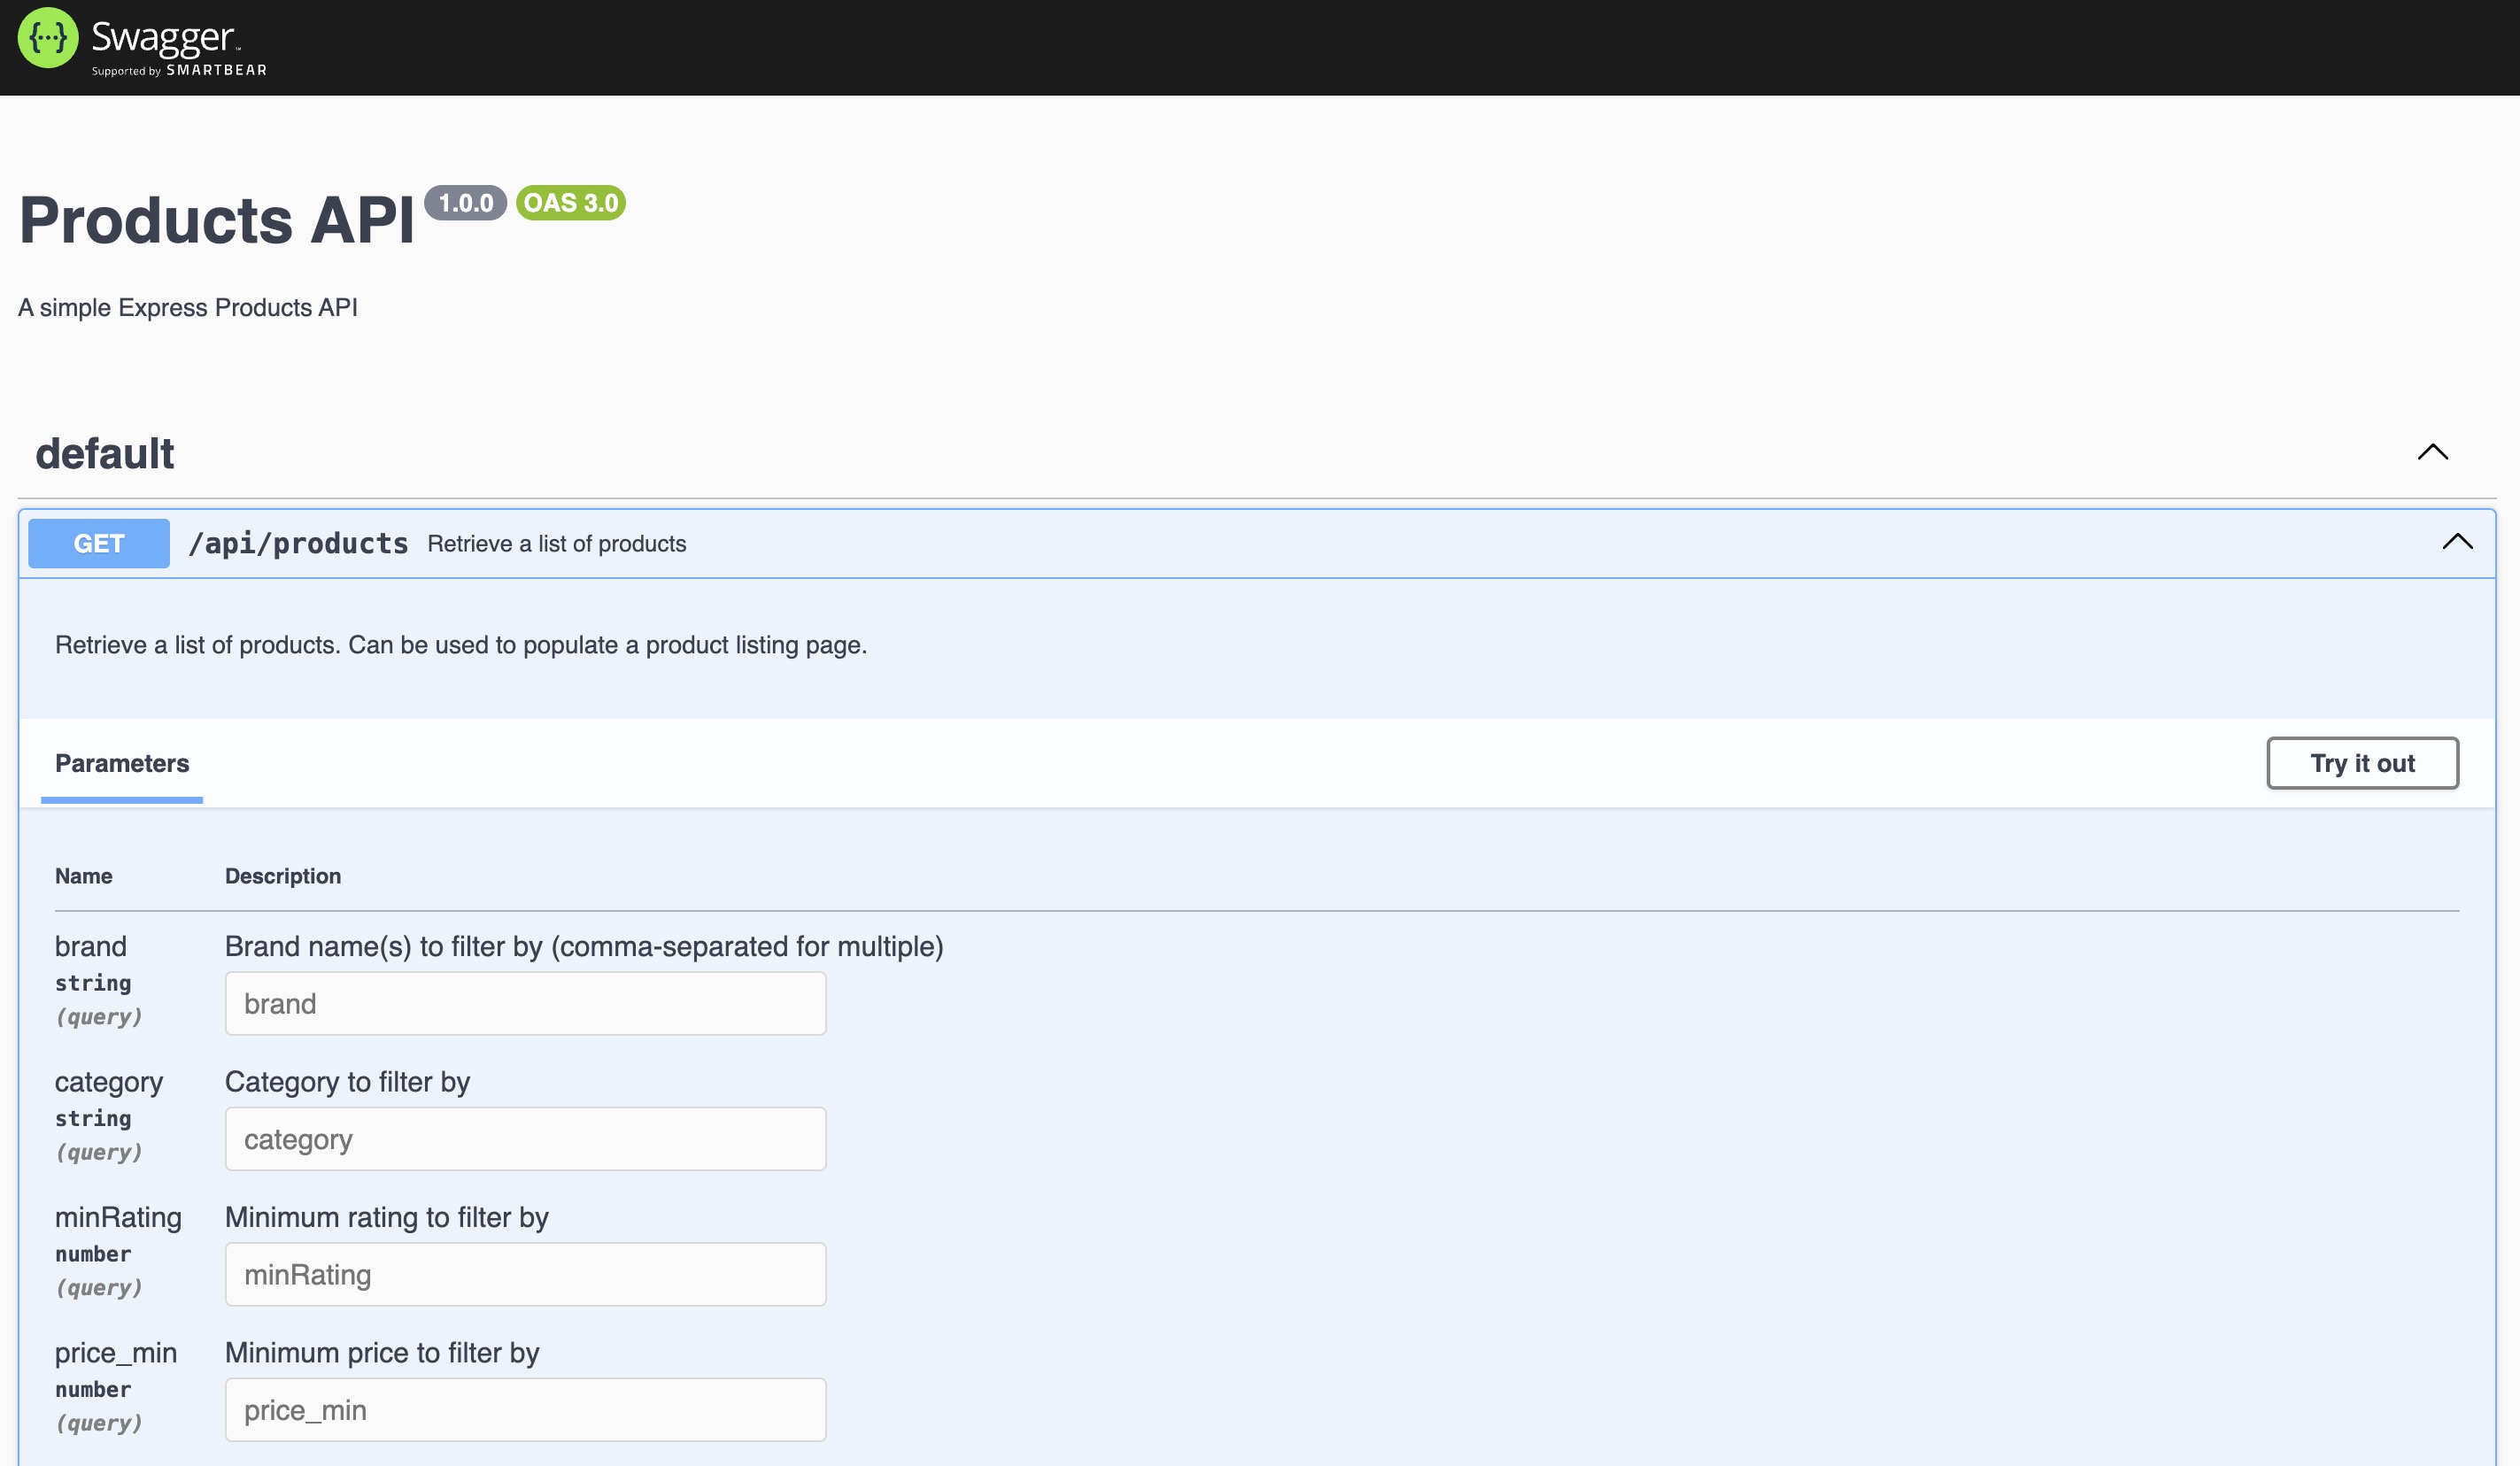 {...} Swagger™
Supported by SMARTBEAR
Products API 1.0.0 OAS 3.0
A simple Express Products API
default
GET /api/products Retrieve a list of products
Retrieve a list of products. Can be used to populate a product listing page.
Parameters Try it out
Name Description
brand Brand name(s) to filter by (comma-separated for multiple)
string
(query) brand
category Category to filter by
string
(query) category
minRating Minimum rating to filter by
number
(query) minRating
price_min Minimum price to filter by
number
(query) price_min